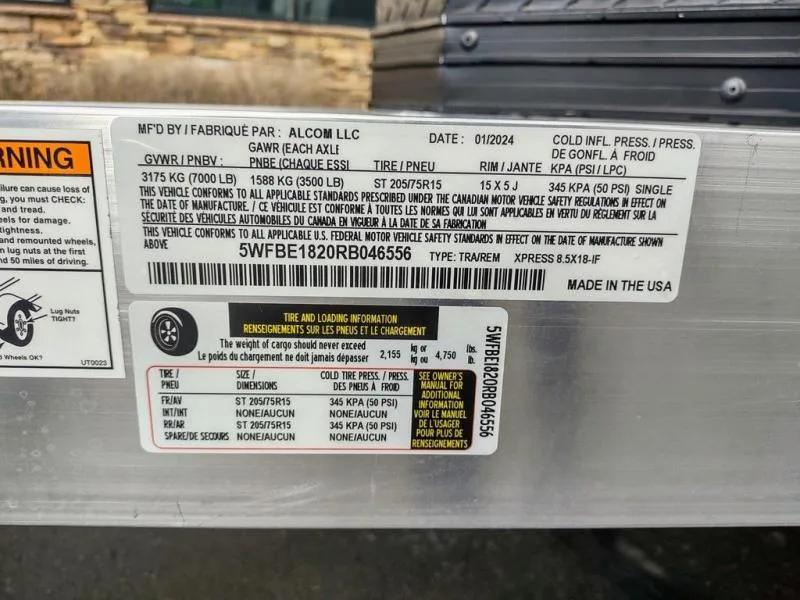 RNING
ilure can cause loss of
g, you must CHECK:
and tread.
eels for damage.
tightness.
and remounted wheels,
n lug nuts at the first
nd 50 miles of driving.
Lug Nuts
TIGHT?
Wheels OK?
UT0023
MF'D BY / FABRIQUÉ PAR : ALCOM LLC DATE : 01/2024 COLD INFL. PRESS. / PRESS.
GAWR (EACH AXLE DE GONFL. À FROID
GVWR / PNBV : PNBE (CHAQUE ESSI TIRE / PNEU RIM / JANTE KPA (PSI / LPC)
3175 KG (7000 LB) 1588 KG (3500 LB) ST 205/75R15 15 X 5 J 345 KPA (50 PSI) SINGLE
THIS VEHICLE CONFORMS TO ALL APPLICABLE STANDARDS PRESCRIBED UNDER THE CANADIAN MOTOR VEHICLE SAFETY REGULATIONS IN EFFECT ON
THE DATE OF MANUFACTURE. / CE VÉHICULE EST CONFORME À TOUTES LES NORMES QUI LUI SONT APPLICABLES EN VERTU DU RÉGLEMENT SUR LA
SÉCURITÉ DES VÉHICULES AUTOMOBILES DU CANADA EN VIGUEUR À LA DATE DE SA FABRICATION
THIS VEHICLE CONFORMS TO ALL APPLICABLE U.S. FEDERAL MOTOR VEHICLE SAFETY STANDARDS IN EFFECT ON THE DATE OF MANUFACTURE SHOWN
ABOVE 5WFBE1820RB046556 TYPE: TRA/REM XPRESS 8.5X18-IF
MADE IN THE USA
TIRE AND LOADING INFORMATION
RENSEIGNEMENTS SUR LES PNEUS ET LE CHARGEMENT
The weight of cargo should never exceed kg or lbs.
Le poids du chargement ne doit jamais dépasser 2,155 kg ou 4,750 lb.
TIRE / SIZE / COLD TIRE PRESS. / PRESS.
PNEU DIMENSIONS DES PNEUS À FROID
FR/AV ST 205/75R15 345 KPA (50 PSI)
INT/INT NONE/AUCUN NONE/AUCUN
RR/AR ST 205/75R15 345 KPA (50 PSI)
SPARE/DE SECOURS NONE/AUCUN NONE/AUCUN
SEE OWNER'S
MANUAL FOR
ADDITIONAL
INFORMATION
VOIR LE MANUEL
DE L'USAGER
POUR PLUS DE
RENSEIGNEMENTS
5WFBE1820RB046556